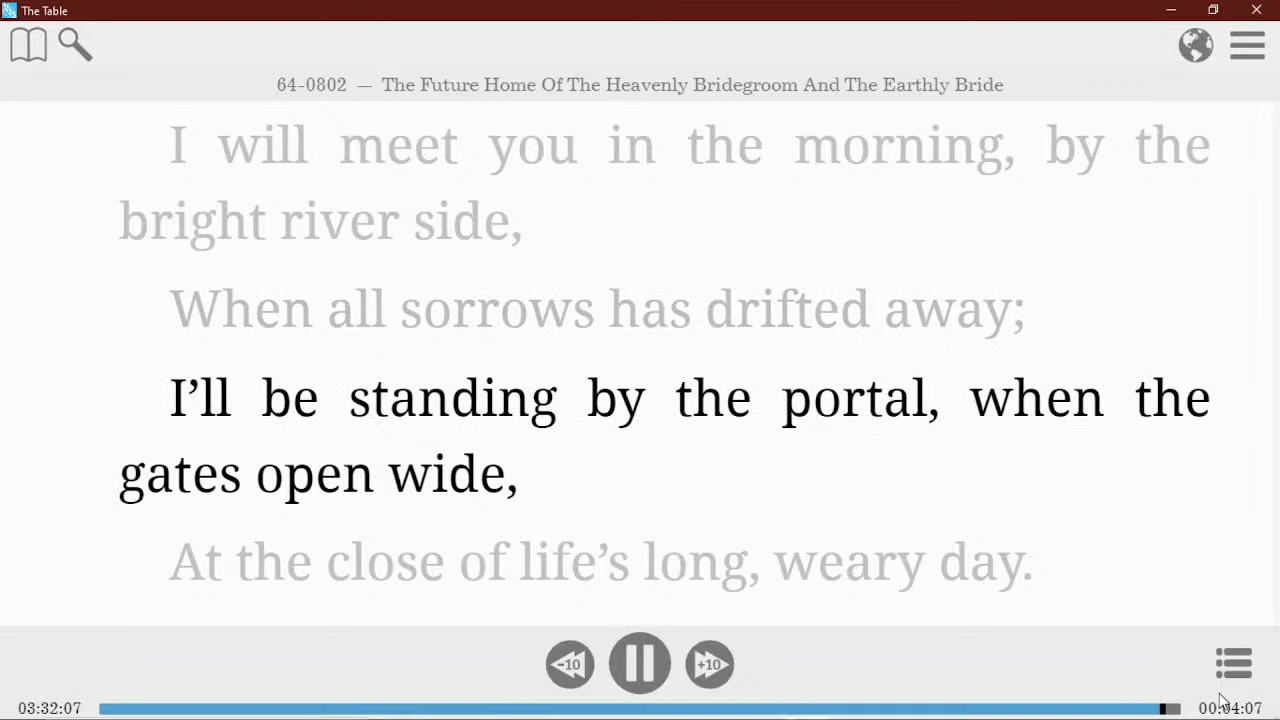 The Table
64-0802 — The Future Home Of The Heavenly Bridegroom And The Earthly Bride
I will meet you in the morning, by the
bright river side,
When all sorrows has drifted away;
I’ll be standing by the portal, when the
gates open wide,
At the close of life’s long, weary day.
-10 +10
03:32:07 00:04:07